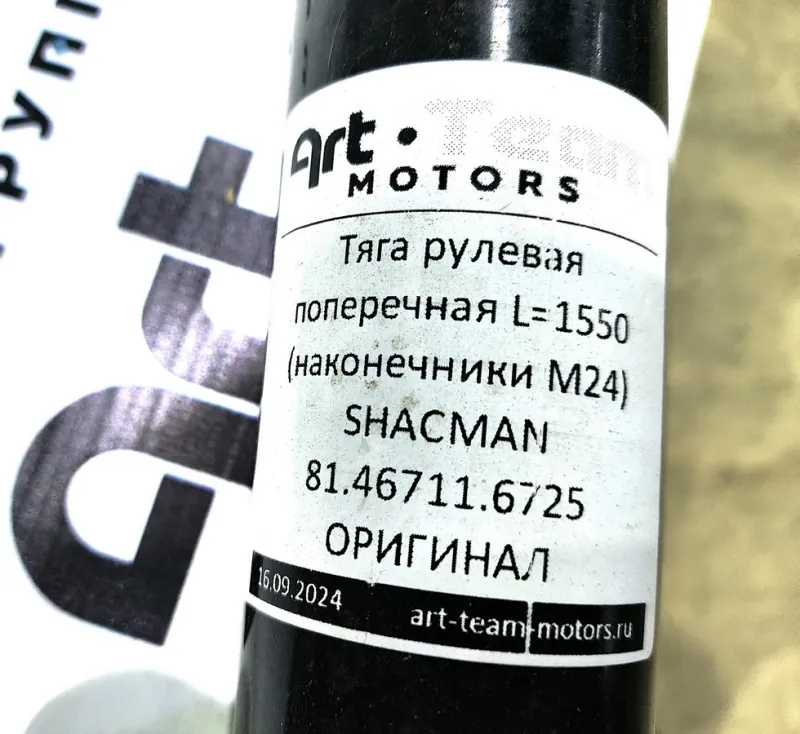 art·Team
MOTORS
Тяга рулевая
поперечная L=1550
(наконечники М24)
SHACMAN
81.46711.6725
ОРИГИНАЛ
16.09.2024
art-team-motors.ru
art